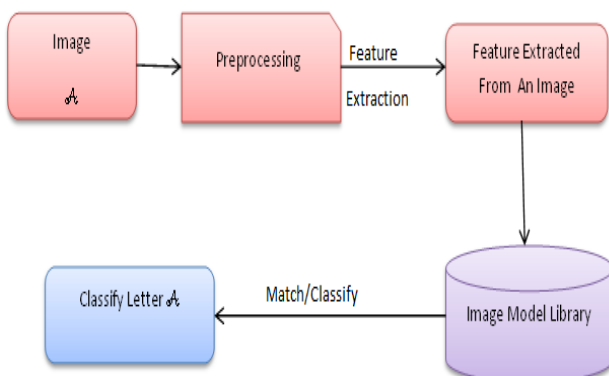 Image
𝒜
Preprocessing
Feature
Extraction
Feature Extracted
From An Image
Image Model Library
Match/Classify
Classify Letter 𝒜